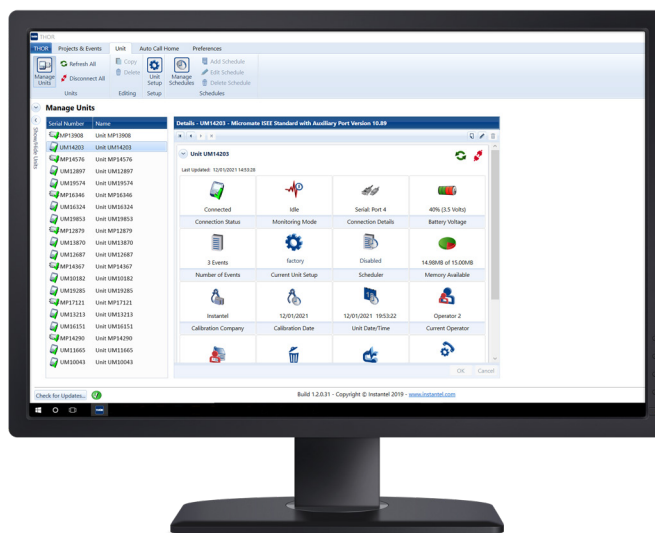 THOR
THOR Projects & Events Unit Auto Call Home Preferences
Manage Units
Refresh All
Disconnect All
Units
Copy
Delete
Editing
Unit Setup
Setup
Manage Schedules
Add Schedule
Edit Schedule
Delete Schedule
Schedules
Manage Units
Show/Hide Units
Serial Number Name
MP13908 Unit MP13908
UM14203 Unit UM14203
MP14576 Unit MP14576
UM12897 Unit UM12897
UM19574 Unit UM19574
MP16346 Unit MP16346
UM16324 Unit UM16324
UM19853 Unit UM19853
MP12879 Unit MP12879
UM13870 Unit UM13870
UM12687 Unit UM12687
MP14367 Unit MP14367
UM10182 Unit UM10182
UM19285 Unit UM19285
MP17121 Unit MP17121
UM13213 Unit UM13213
UM16151 Unit UM16151
MP14290 Unit MP14290
UM11665 Unit UM11665
UM10043 Unit UM10043
Details - UM14203 - Micromate ISEE Standard with Auxiliary Port Version 10.89
Unit UM14203
Last Updated: 12/01/2021 14:53:28
Connected Idle Serial: Port 4 40% (3.5 Volts)
Connection Status Monitoring Mode Connection Details Battery Voltage
3 Events factory Disabled 14.98MB of 15.00MB
Number of Events Current Unit Setup Scheduler Memory Available
Instantel 12/01/2021 12/01/2021 19:53:22 Operator 2
Calibration Company Calibration Date Unit Date/Time Current Operator
OK Cancel
Check for Updates..
Build 1.2.0.31 - Copyright © Instantel 2019 - www.instantel.com